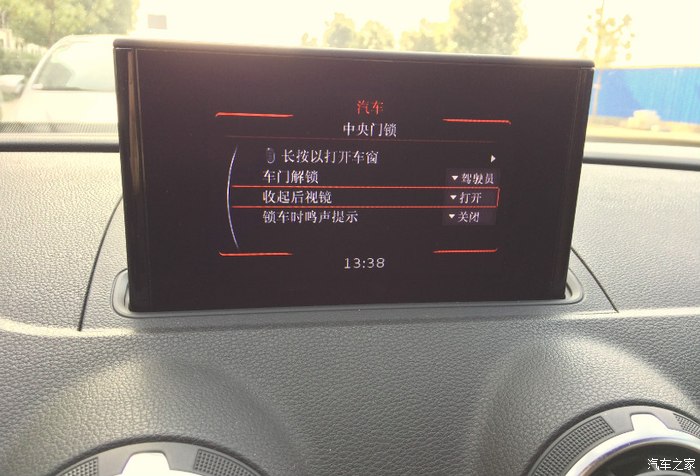 汽车
中央门锁
长按以打开车窗
车门解锁 驾驶员
收起后视镜 打开
锁车时鸣声提示 关闭
13:38
汽车之家